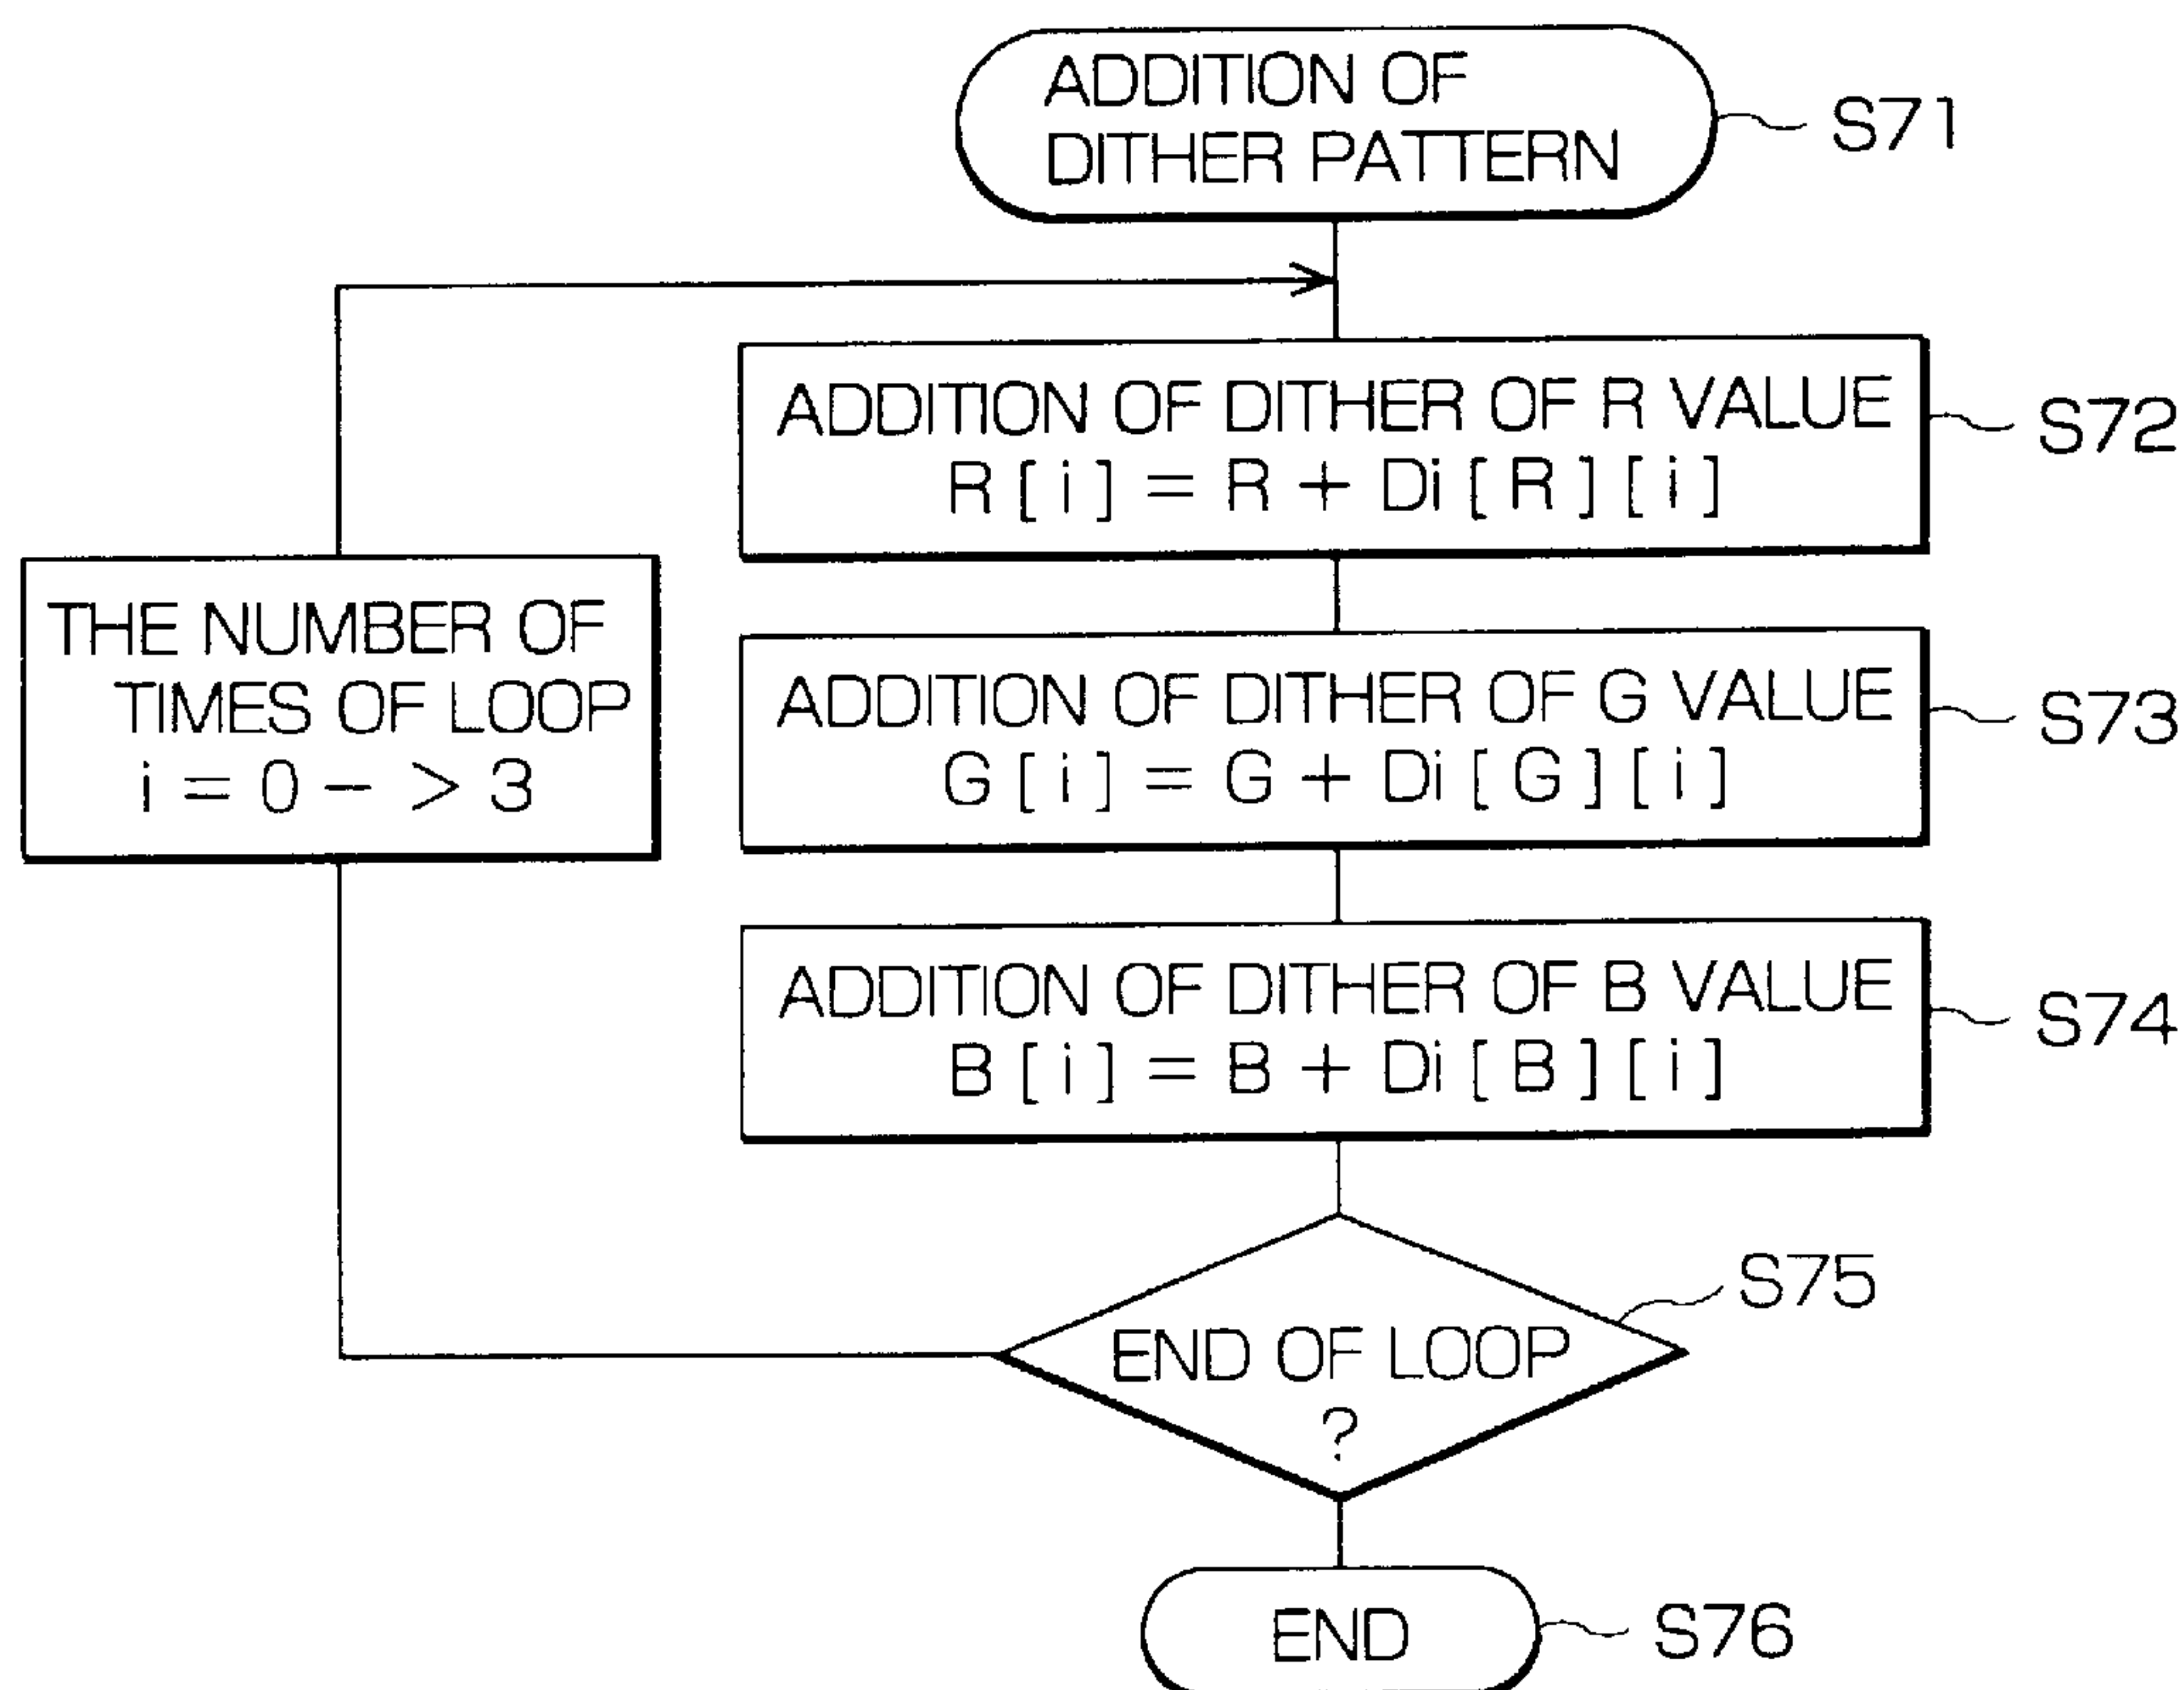 ADDITION OF
DITHER PATTERN
S71
ADDITION OF DITHER OF R VALUE
R [ i ] = R + Di [ R ] [ i ]
S72
THE NUMBER OF
TIMES OF LOOP
i = 0 - > 3
ADDITION OF DITHER OF G VALUE
G [ i ] = G + Di [ G ] [ i ]
S73
ADDITION OF DITHER OF B VALUE
B [ i ] = B + Di [ B ] [ i ]
S74
END OF LOOP
?
S75
END
S76